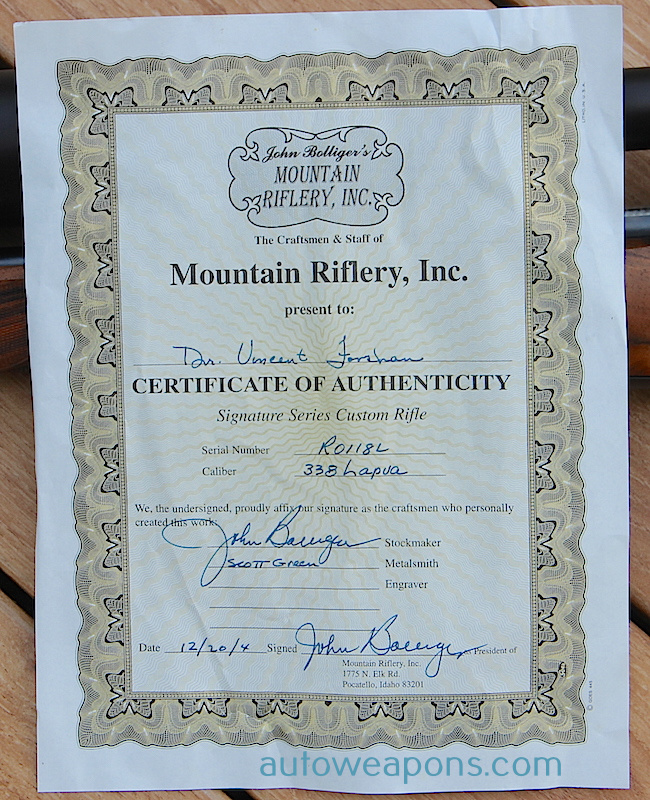 John Bolliger's
MOUNTAIN
RIFLERY, INC.
The Craftsmen & Staff of
Mountain Riflery, Inc.
present to:
Dr. Vincent
CERTIFICATE OF AUTHENTICITY
Signature Series Custom Rifle
Serial Number R0118L
Caliber 338 Lapua
We, the undersigned, proudly affix our signature as the craftsmen who personally
created this work:
John Bolliger Stockmaker
Scott Green Metalsmith
Engraver
Date 12/20/4 Signed John Bolliger as President of
Mountain Riflery, Inc.
1775 N. Elk Rd.
Pocatello, Idaho 83201
autoweapons.com